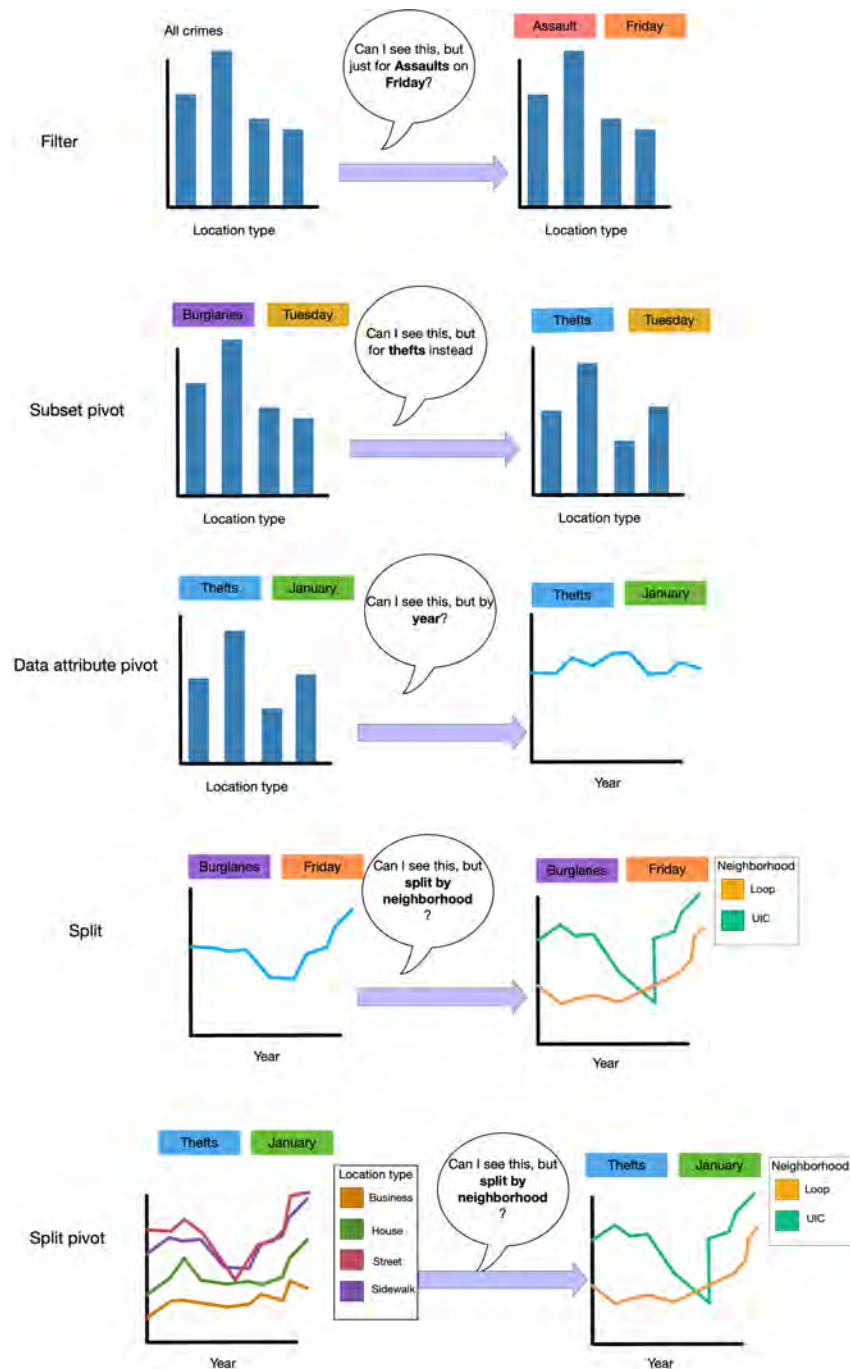 All crimes
Can I see this, but
just for Assaults on
Friday?
Assault
Friday
Filter
Location type
Location type
Burglaries
Tuesday
Can I see this, but
for thefts instead
Thefts
Tuesday
Subset pivot
Location type
Location type
Thefts
January
Can I see this, but by
year?
Thefts
January
Data attribute pivot
Location type
Year
Burglaries
Friday
Can I see this, but
split by
neighborhood
?
Burglaries
Friday
Neighborhood
Loop
UIC
Split
Year
Year
Thefts
January
Location type
Business
House
Street
Sidewalk
Can I see this, but
split by
neighborhood
?
Thefts
January
Neighborhood
Loop
UIC
Split pivot
Year
Year